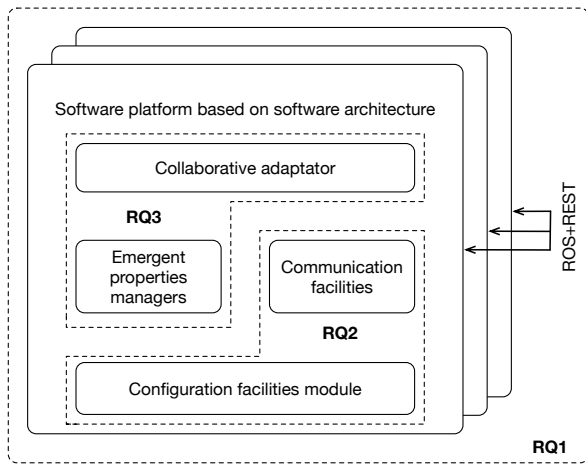 Software platform based on software architecture
Collaborative adaptator
RQ3
Emergent
properties
managers
Communication
facilities
RQ2
Configuration facilities module
ROS+REST
RQ1